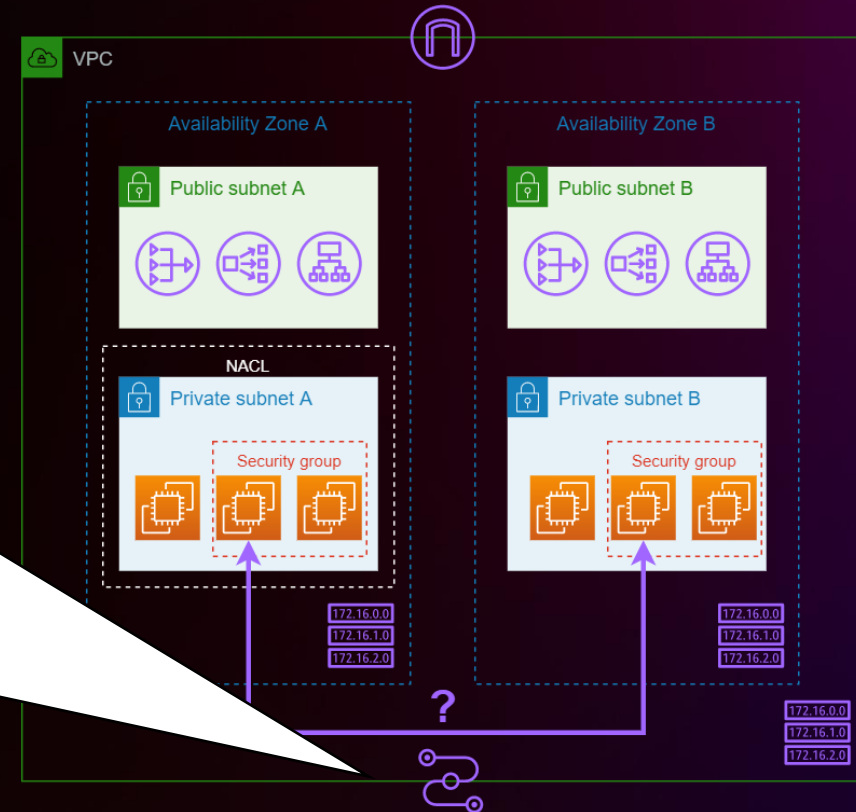 VPC
Availability Zone A
Availability Zone B
Public subnet A
Public subnet B
NACL
Private subnet A
Private subnet B
Security group
Security group
172.16.0.0
172.16.1.0
172.16.2.0
172.16.0.0
172.16.1.0
172.16.2.0
?
172.16.0.0
172.16.1.0
172.16.2.0